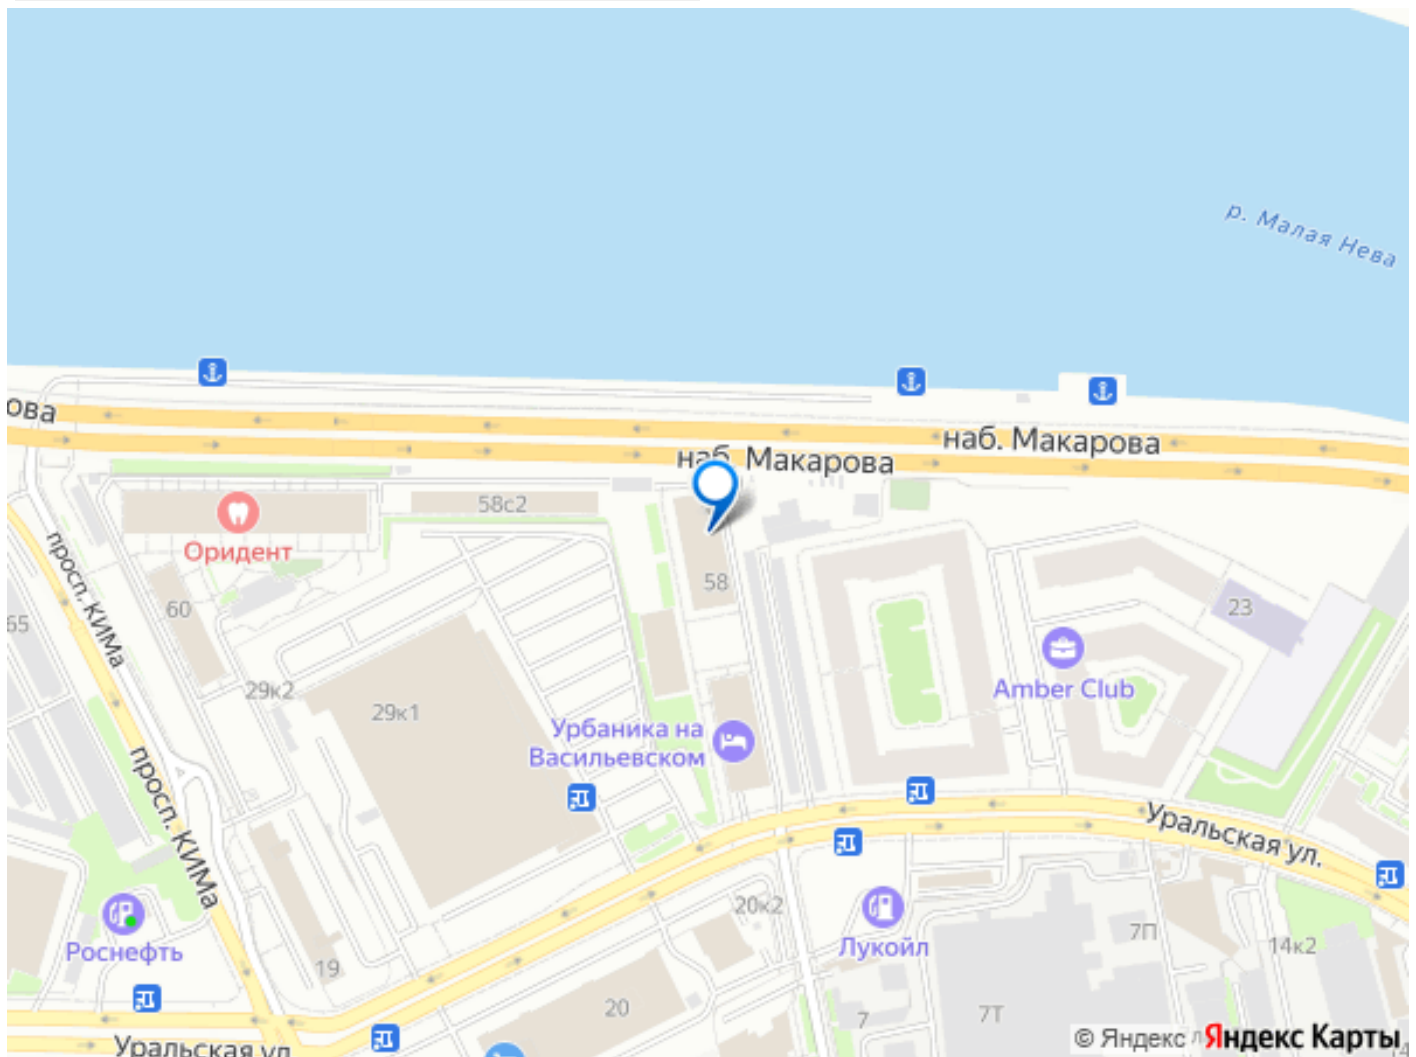 р. Малая Нева
ова
наб. Макарова
наб. Макарова
58с2
Оридент
просп. КИМа
58
60
65
23
29к2
29к1
Amber Club
Урбаника на
Васильевском
просп. КИМа
Уральская ул.
20к2
Роснефть
Лукойл
7П
14к2
19
20
7
7Т
Уральская ул
© Яндекс
Яндекс Карты